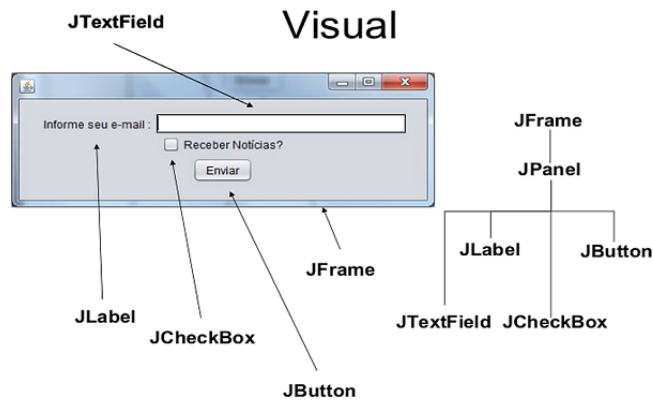 Visual
JTextField
Informe seu e-mail :
Receber Notícias?
Enviar
JFrame
JLabel
JCheckBox
JButton
JFrame
JPanel
JLabel
JButton
JTextField
JCheckBox